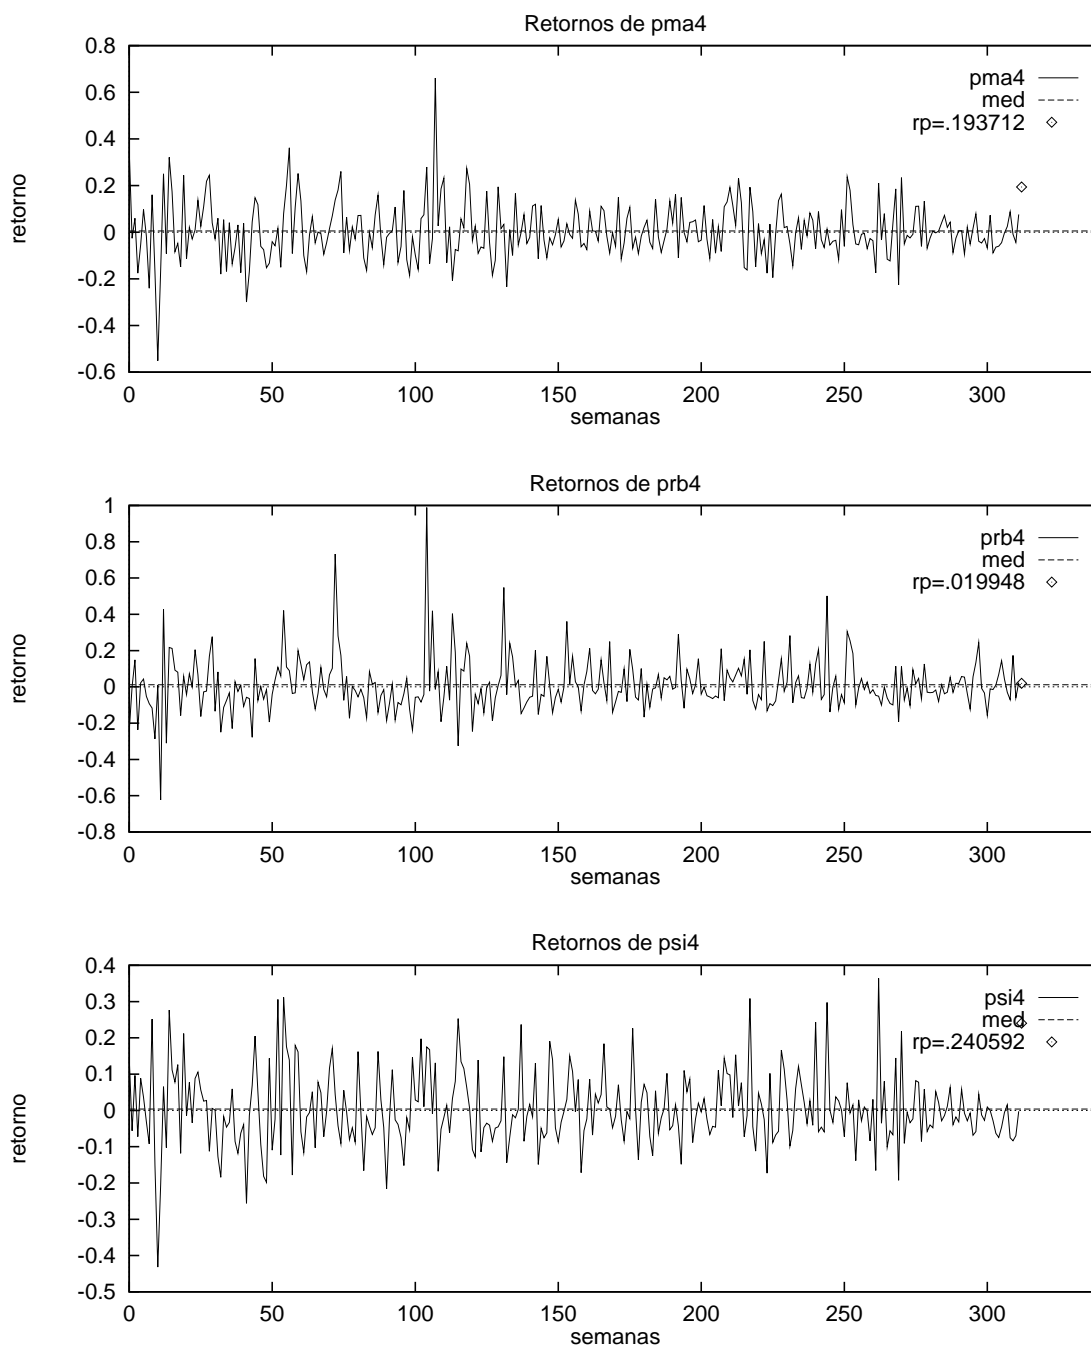 Retornos de pma4
0.8
pma4
0.6
med
rp=.193712
0.4
0.2
retorno
0
-0.2
-0.4
-0.6
0 50 100 150 200 250 300
semanas
Retornos de prb4
1
prb4
0.8
med
0.6
rp=.019948
0.4
0.2
retorno
0
-0.2
-0.4
-0.6
-0.8
0 50 100 150 200 250 300
semanas
Retornos de psi4
0.4
psi4
0.3
med
0.2
rp=.240592
0.1
0
retorno
-0.1
-0.2
-0.3
-0.4
-0.5
0 50 100 150 200 250 300
semanas